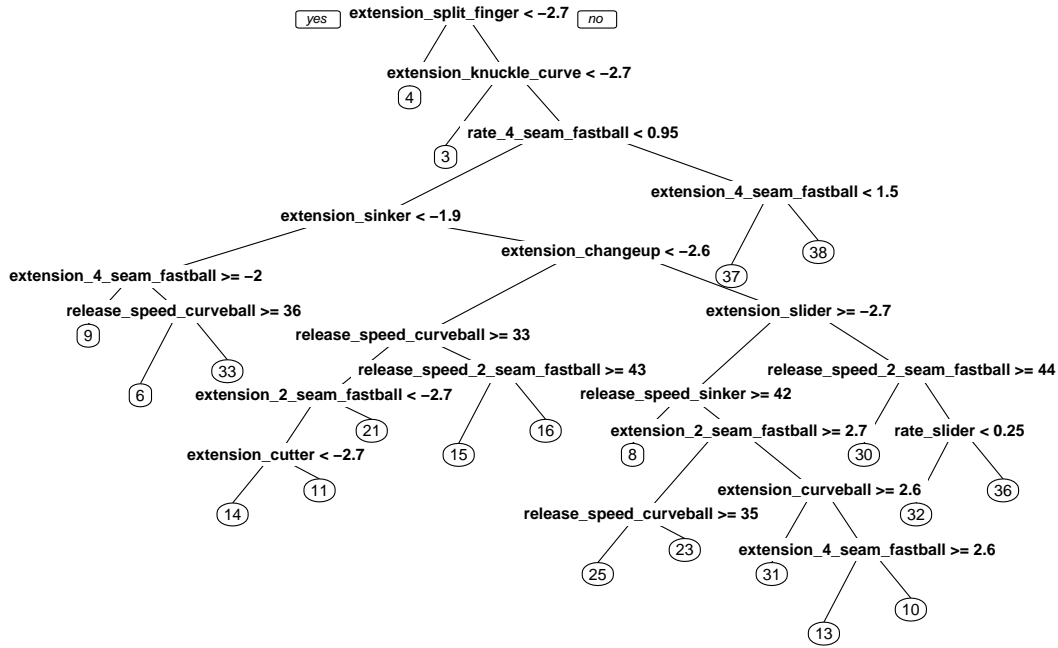 yes extension_split_finger < −2.7 no
extension_knuckle_curve < −2.7
4
rate_4_seam_fastball < 0.95
3
extension_4_seam_fastball < 1.5
extension_sinker < −1.9
extension_changeup < −2.6
38
extension_4_seam_fastball >= −2
37
release_speed_curveball >= 36
extension_slider >= −2.7
9
release_speed_curveball >= 33
33
release_speed_2_seam_fastball >= 43
release_speed_2_seam_fastball >= 44
6
extension_2_seam_fastball < −2.7
release_speed_sinker >= 42
21
16
extension_2_seam_fastball >= 2.7
rate_slider < 0.25
extension_cutter < −2.7
15
8
30
11
extension_curveball >= 2.6
36
14
release_speed_curveball >= 35
32
23
extension_4_seam_fastball >= 2.6
25
31
10
13